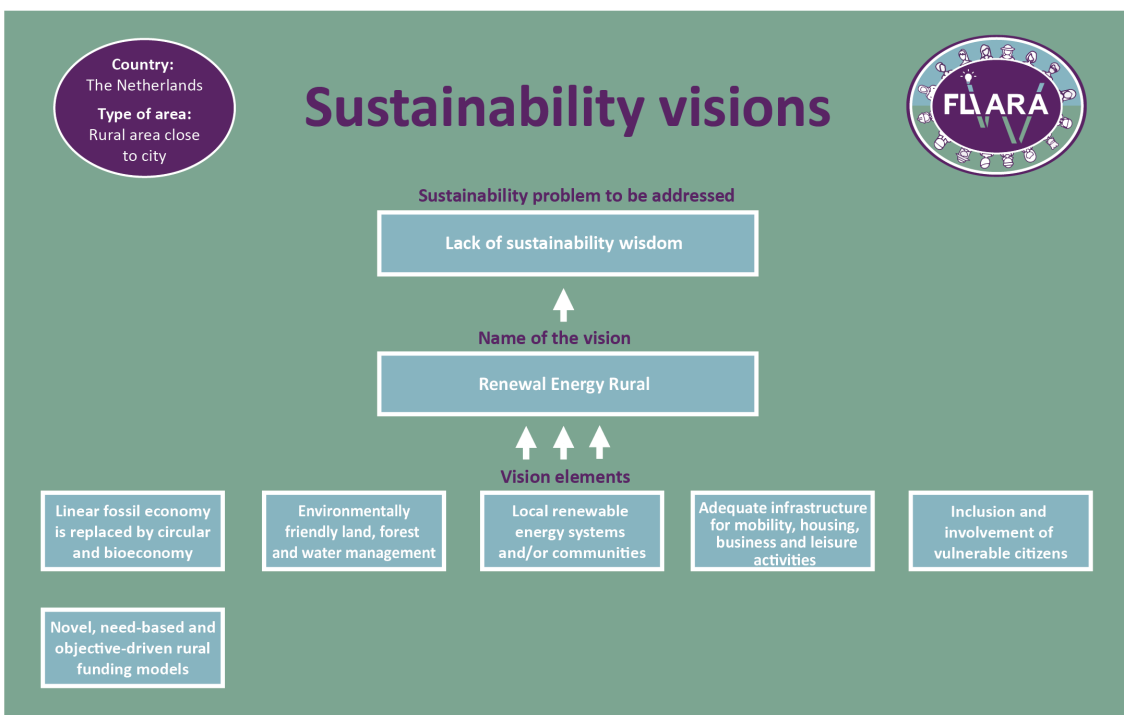 Country:
The Netherlands
Type of area:
Rural area close
to city
Sustainability visions
FLIARA
Sustainability problem to be addressed
Lack of sustainability wisdom
Name of the vision
Renewal Energy Rural
Vision elements
Linear fossil economy
is replaced by circular
and bioeconomy
Environmentally
friendly land, forest
and water management
Local renewable
energy systems
and/or communities
Adequate infrastructure
for mobility, housing,
business and leisure
activities
Inclusion and
involvement of
vulnerable citizens
Novel, need-based and
objective-driven rural
funding models